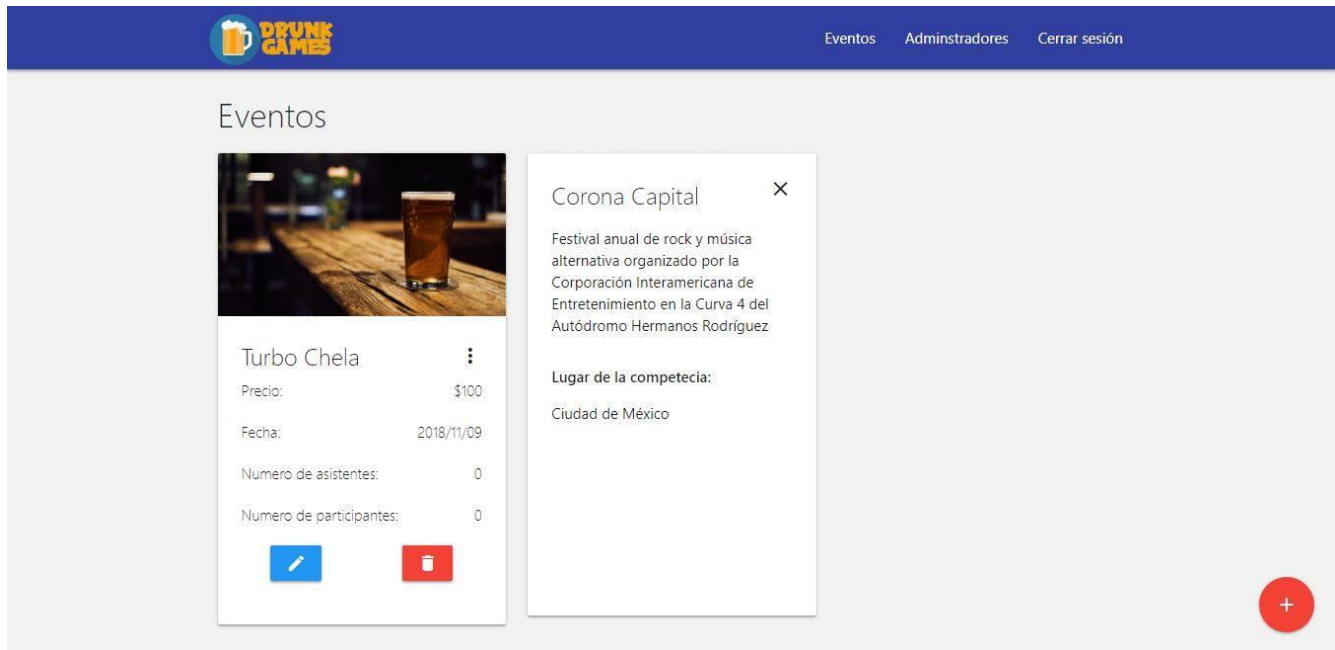 DRUNK
GAMES
Eventos
Adminstradores
Cerrar sesión
Eventos
Turbo Chela
Precio: $100
Fecha: 2018/11/09
Numero de asistentes: 0
Numero de participantes: 0
Corona Capital
Festival anual de rock y música
alternativa organizado por la
Corporación Interamericana de
Entretenimiento en la Curva 4 del
Autódromo Hermanos Rodríguez
Lugar de la competecia:
Ciudad de México